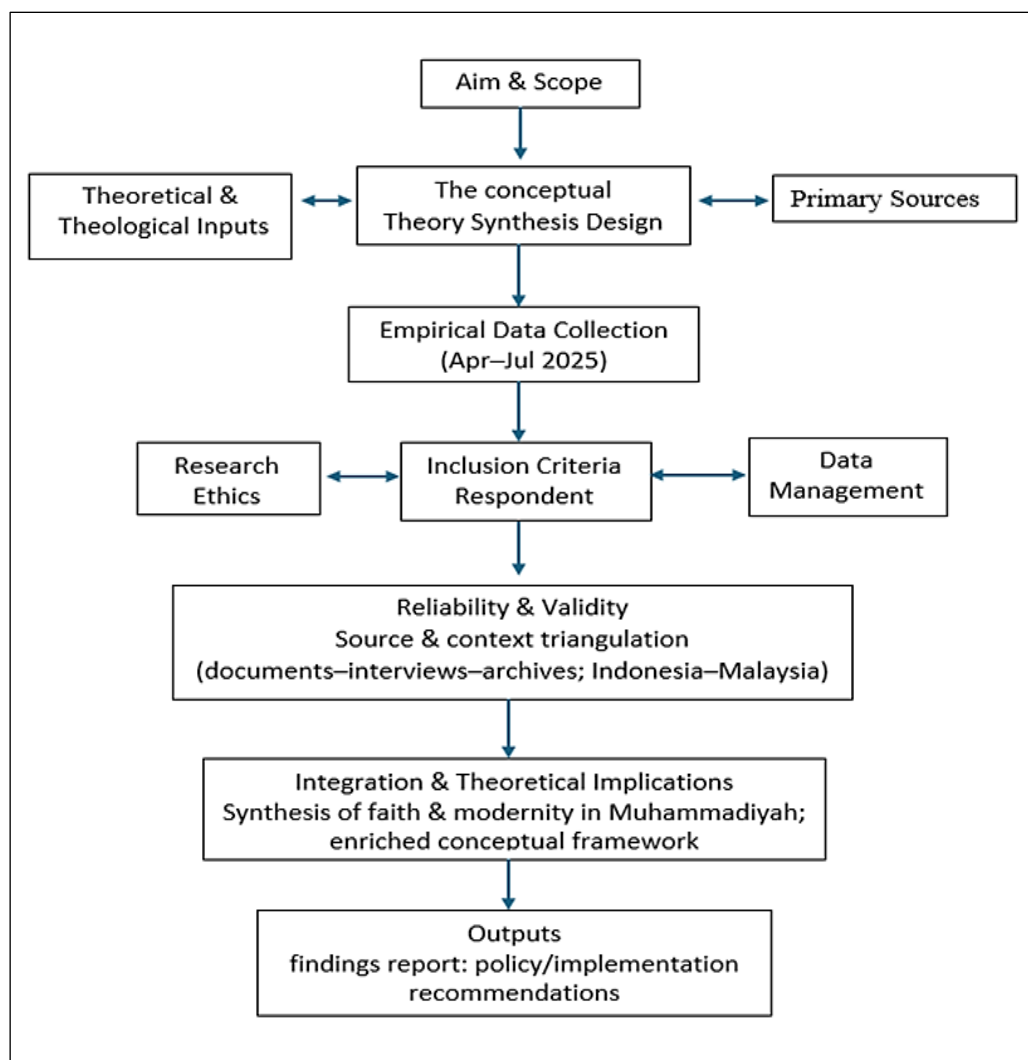 Aim & Scope
Theoretical &
Theological Inputs
The conceptual
Theory Synthesis Design
Primary Sources
Empirical Data Collection
(Apr–Jul 2025)
Research
Ethics
Inclusion Criteria
Respondent
Data
Management
Reliability & Validity
Source & context triangulation
(documents–interviews–archives; Indonesia–Malaysia)
Integration & Theoretical Implications
Synthesis of faith & modernity in Muhammadiyah;
enriched conceptual framework
Outputs
findings report: policy/implementation
recommendations